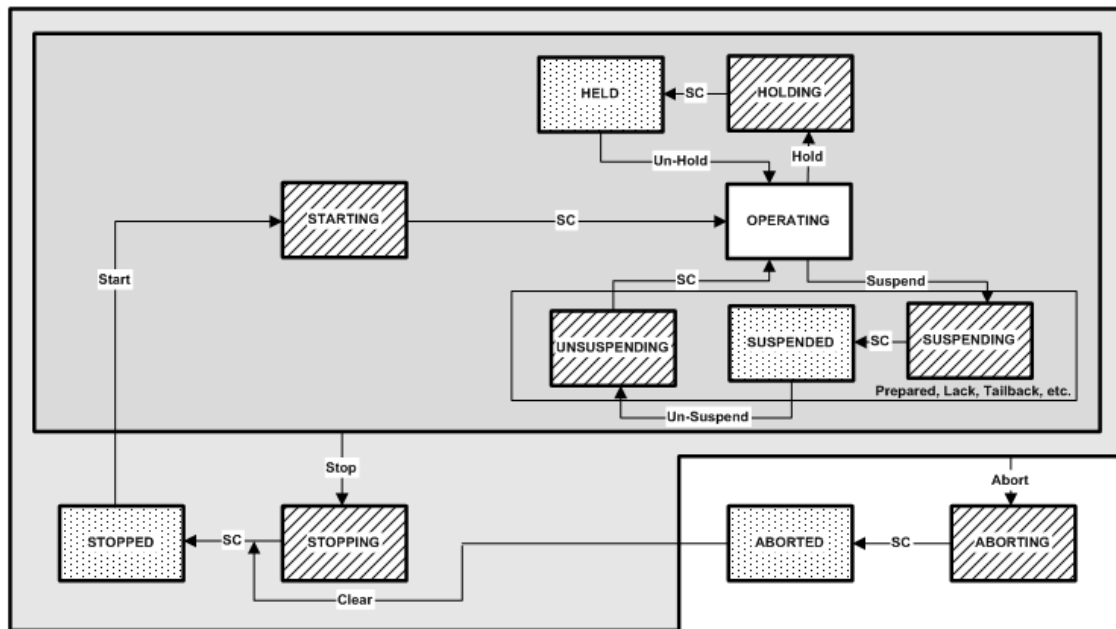 HELD
SC
HOLDING
Un-Hold
Hold
STARTING
SC
OPERATING
Start
SC
Suspend
UNSUSPENDING
SUSPENDED
SC
SUSPENDING
Prepared, Lack, Tailback, etc.
Un-Suspend
Stop
Abort
STOPPED
SC
STOPPING
ABORTED
SC
ABORTING
Clear